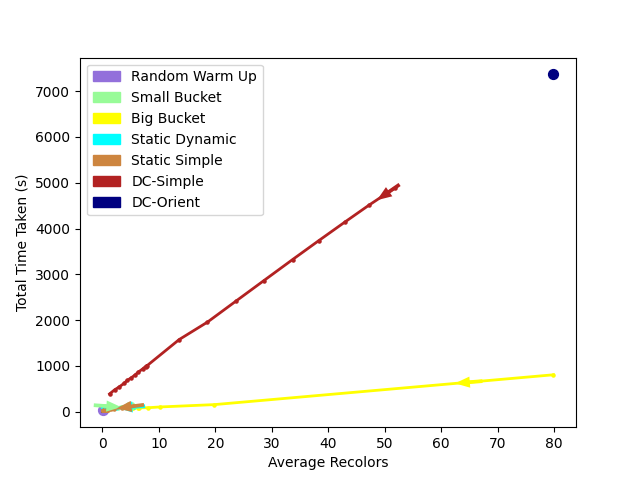 Random Warm Up
Small Bucket
Big Bucket
Static Dynamic
Static Simple
DC-Simple
DC-Orient
Total Time Taken (s)
7000
6000
5000
4000
3000
2000
1000
0
0 10 20 30 40 50 60 70 80
Average Recolors